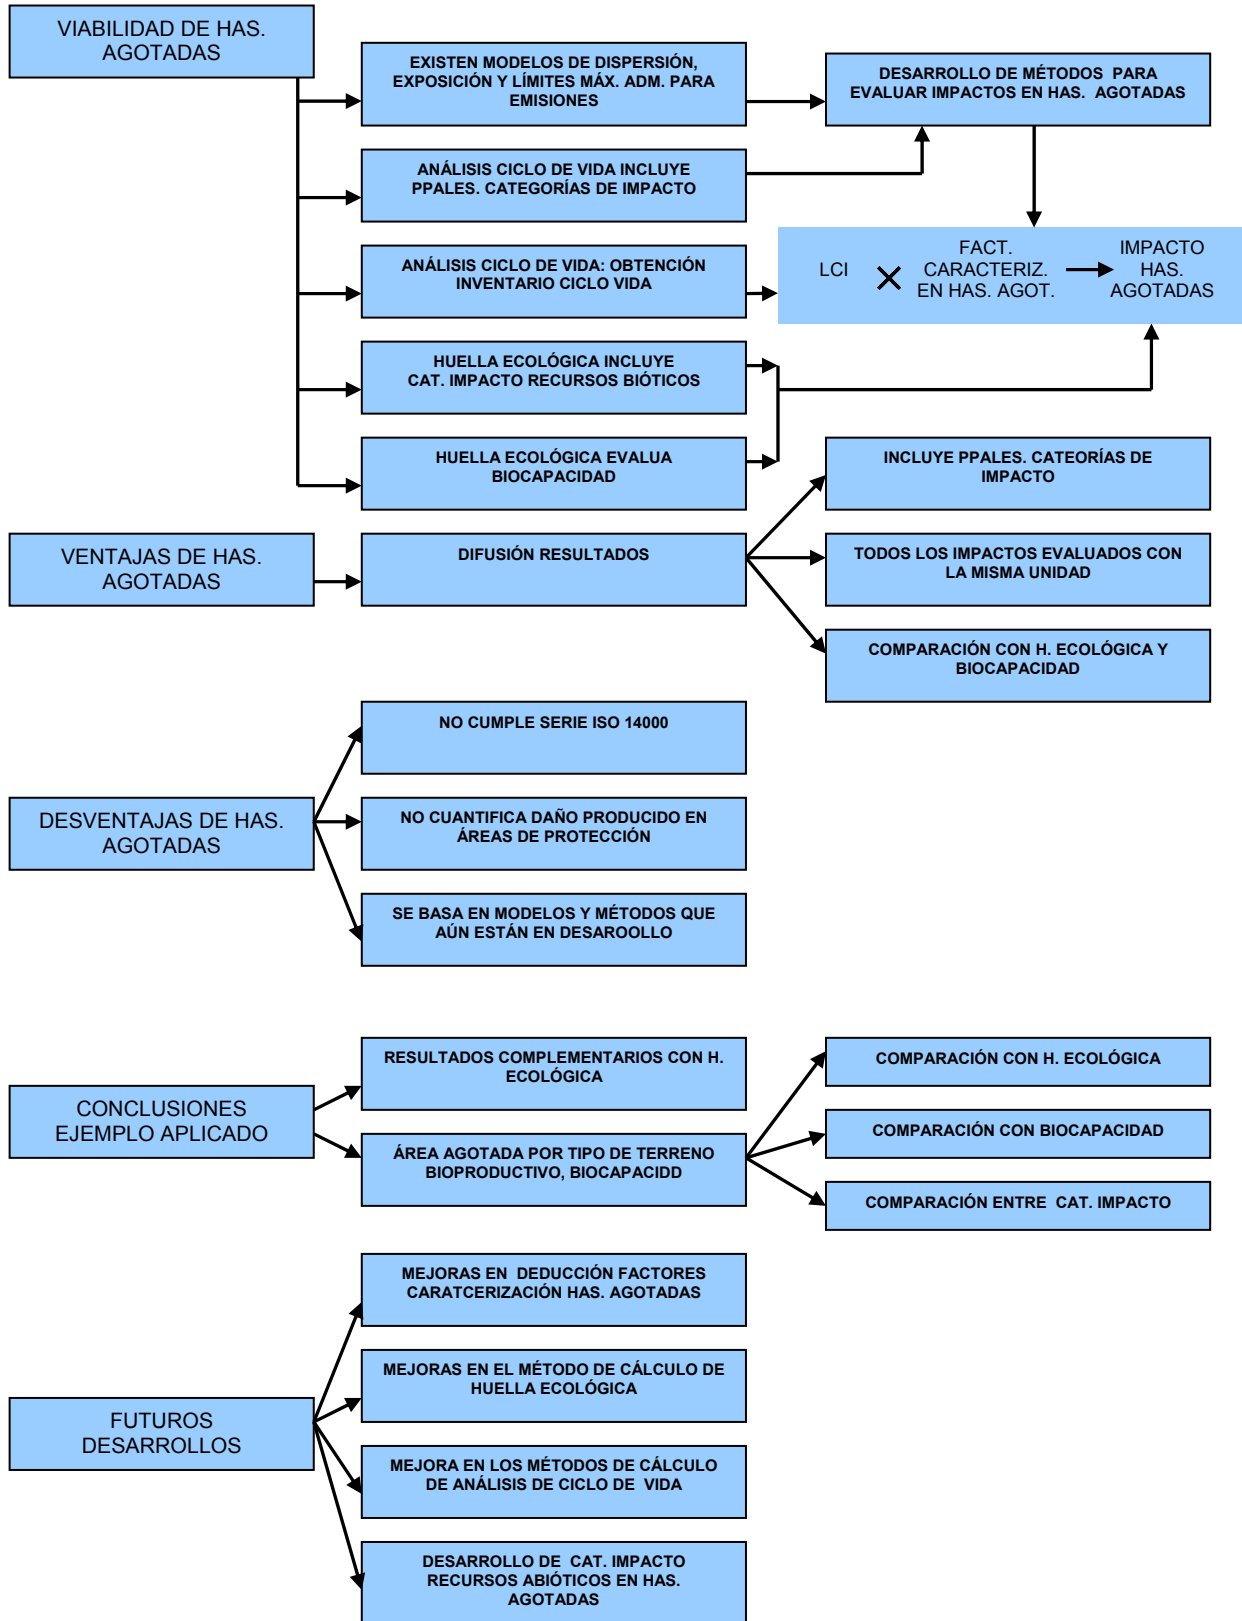 VIABILIDAD DE HAS.
AGOTADAS
EXISTEN MODELOS DE DISPERSIÓN,
EXPOSICIÓN Y LÍMITES MÁX. ADM. PARA
EMISIONES
DESARROLLO DE MÉTODOS PARA
EVALUAR IMPACTOS EN HAS. AGOTADAS
ANÁLISIS CICLO DE VIDA INCLUYE
PPALES. CATEGORÍAS DE IMPACTO
ANÁLISIS CICLO DE VIDA: OBTENCIÓN
INVENTARIO CICLO VIDA
LCI
FACT.
CARACTERIZ.
EN HAS. AGOT.
IMPACTO
HAS.
AGOTADAS
HUELLA ECOLÓGICA INCLUYE
CAT. IMPACTO RECURSOS BIÓTICOS
HUELLA ECOLÓGICA EVALUA
BIOCAPACIDAD
INCLUYE PPALES. CATEORÍAS DE
IMPACTO
VENTAJAS DE HAS.
AGOTADAS
DIFUSIÓN RESULTADOS
TODOS LOS IMPACTOS EVALUADOS CON
LA MISMA UNIDAD
COMPARACIÓN CON H. ECOLÓGICA Y
BIOCAPACIDAD
NO CUMPLE SERIE ISO 14000
DESVENTAJAS DE HAS.
AGOTADAS
NO CUANTIFICA DAÑO PRODUCIDO EN
ÁREAS DE PROTECCIÓN
SE BASA EN MODELOS Y MÉTODOS QUE
AÚN ESTÁN EN DESAROOLLO
RESULTADOS COMPLEMENTARIOS CON H.
ECOLÓGICA
COMPARACIÓN CON H. ECOLÓGICA
CONCLUSIONES
EJEMPLO APLICADO
ÁREA AGOTADA POR TIPO DE TERRENO
BIOPRODUCTIVO, BIOCAPACIDD
COMPARACIÓN CON BIOCAPACIDAD
COMPARACIÓN ENTRE CAT. IMPACTO
MEJORAS EN DEDUCCIÓN FACTORES
CARATCERIZACIÓN HAS. AGOTADAS
MEJORAS EN EL MÉTODO DE CÁLCULO DE
HUELLA ECOLÓGICA
FUTUROS
DESARROLLOS
MEJORA EN LOS MÉTODOS DE CÁLCULO
DE ANÁLISIS DE CICLO DE VIDA
DESARROLLO DE CAT. IMPACTO
RECURSOS ABIÓTICOS EN HAS.
AGOTADAS